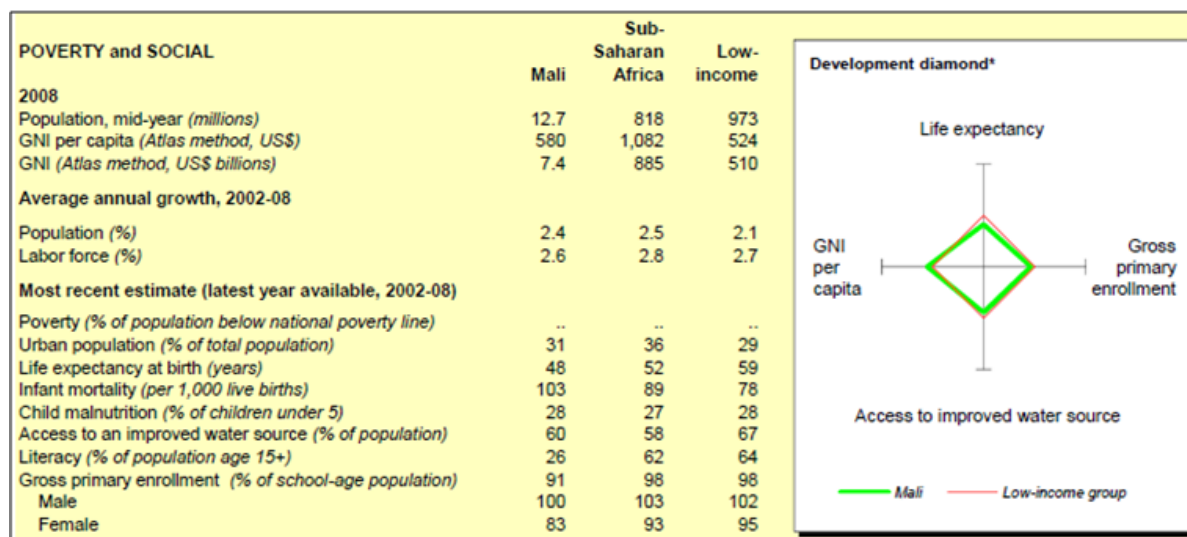 POVERTY and SOCIAL
Mali
Sub-
Saharan
Africa
Low-
income
2008
Population, mid-year (millions) 12.7 818 973
GNI per capita (Atlas method, US$) 580 1,082 524
GNI (Atlas method, US$ billions) 7.4 885 510
Average annual growth, 2002-08
Population (%) 2.4 2.5 2.1
Labor force (%) 2.6 2.8 2.7
Most recent estimate (latest year available, 2002-08)
Poverty (% of population below national poverty line) .. .. ..
Urban population (% of total population) 31 36 29
Life expectancy at birth (years) 48 52 59
Infant mortality (per 1,000 live births) 103 89 78
Child malnutrition (% of children under 5) 28 27 28
Access to an improved water source (% of population) 60 58 67
Literacy (% of population age 15+) 26 62 64
Gross primary enrollment (% of school-age population) 91 98 98
Male 100 103 102
Female 83 93 95
Development diamond*
Life expectancy
GNI
per
capita
Gross
primary
enrollment
Access to improved water source
Mali
Low-income group